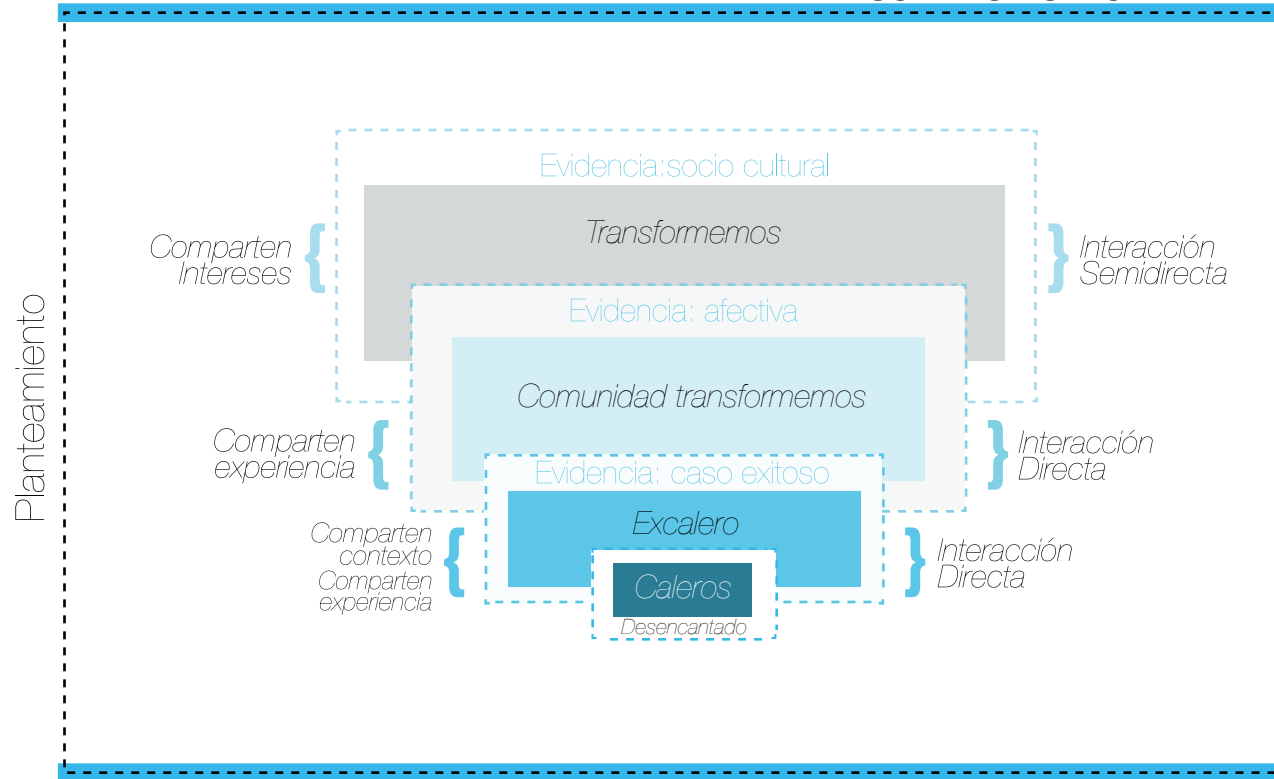 Planteamiento
Evidencia:socio cultural
Transformemos
Comparten
Intereses
Interacción
Semidirecta
Evidencia: afectiva
Comunidad transformemos
Comparten
experiencia
Interacción
Directa
Evidencia: caso exitoso
Excalero
Comparten
contexto
Comparten
experiencia
Interacción
Directa
Caleros
Desencantado